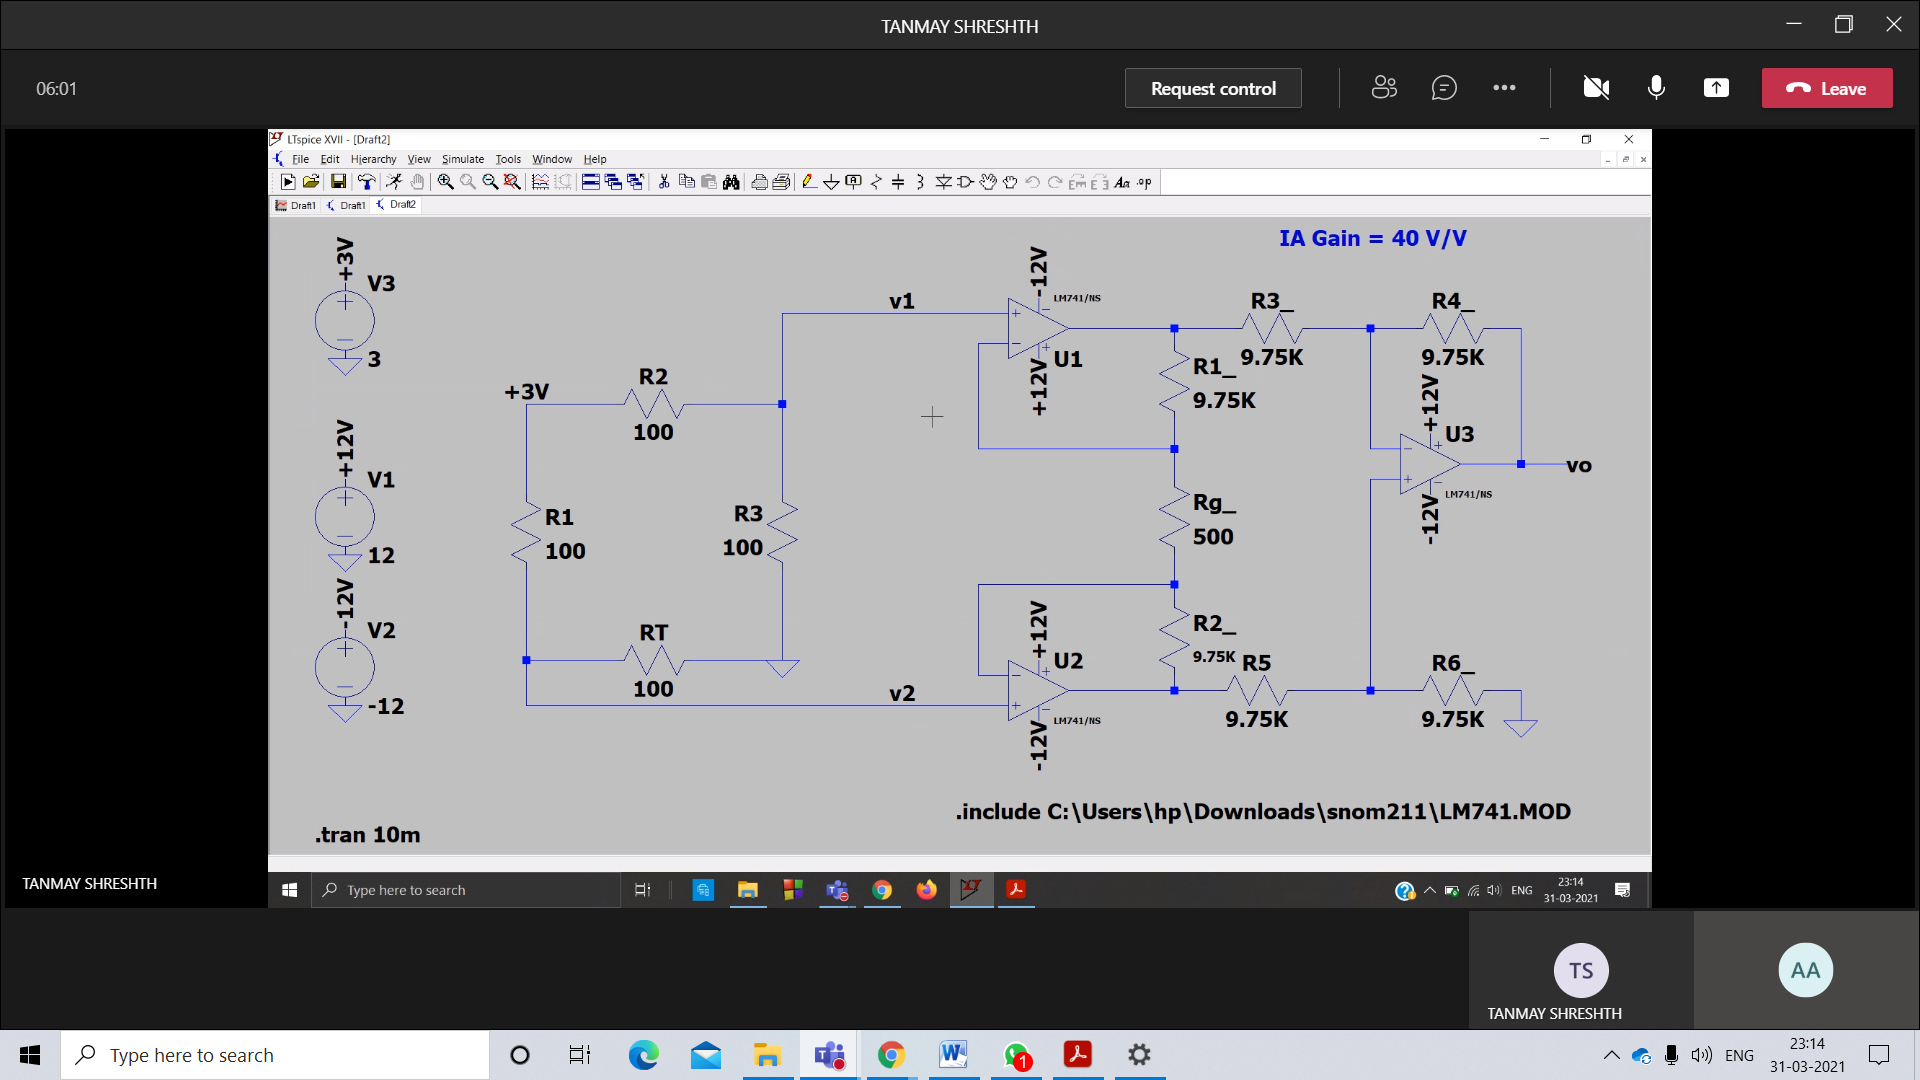 TANMAY SHRESHTH
06:01
Request control
Leave
LTspice XVII - [Draft2]
File Edit Hierarchy View Simulate Tools Window Help
Draft1 Draft1 Draft2
IA Gain = 40 V/V
+3V
V3
3
+12V
V1
12
-12V
V2
-12
+3V
R2
100
R1
100
R3
100
RT
100
v1
v2
-12V
LM741/NS
U1
+12V
R3_
9.75K
R4_
9.75K
R1_
9.75K
+12V
U3
vo
LM741/NS
-12V
Rg_
500
+12V
U2
LM741/NS
-12V
R2_
9.75K
R5
9.75K
R6_
9.75K
.include C:\Users\hp\Downloads\snom211\LM741.MOD
.tran 10m
TANMAY SHRESHTH
Type here to search
ENG
23:14
31-03-2021
TS
TANMAY SHRESHTH
AA
Type here to search
1
ENG
23:14
31-03-2021